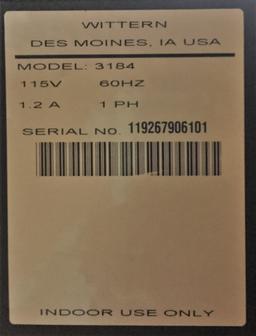 WITTERN
DES MOINES, IA USA
MODEL: 3184
115V 60HZ
1.2 A 1 PH
SERIAL NO. 119267906101
INDOOR USE ONLY